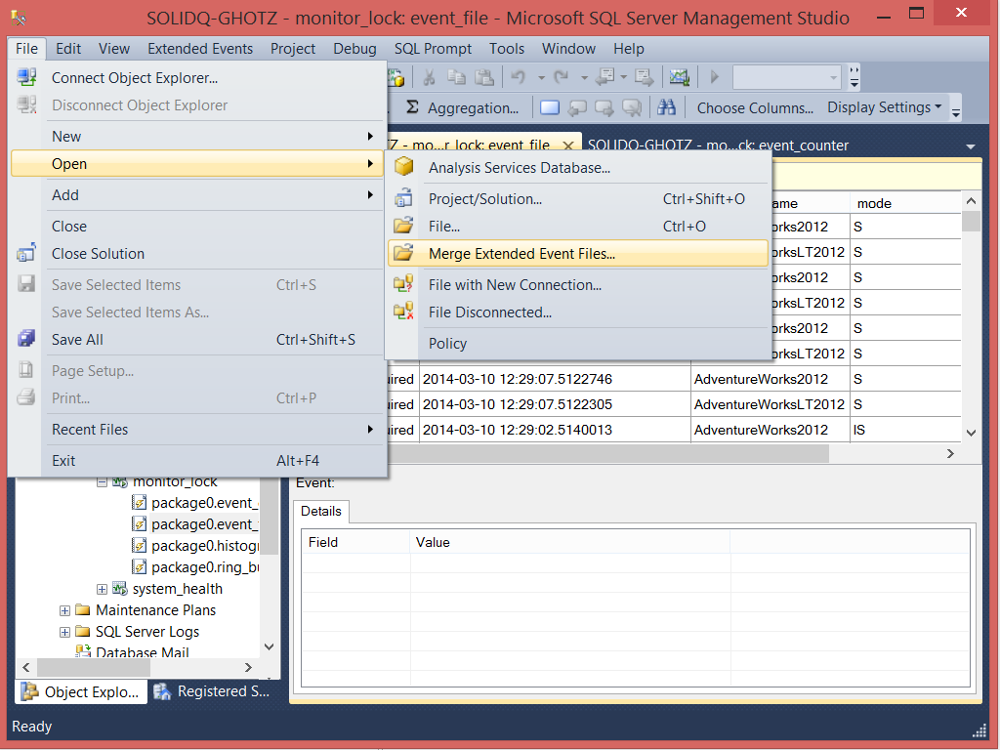 SOLIDQ-GHOTZ - monitor_lock: event_file - Microsoft SQL Server Management Studio
File Edit View Extended Events Project Debug SQL Prompt Tools Window Help
Σ Aggregation... Choose Columns... Display Settings
TZ - mo...r_lock: event_file SOLIDQ-GHOTZ - mo...ck: event_counter
Connect Object Explorer...
Disconnect Object Explorer
New
Open
Add
Close
Close Solution
Save Selected Items Ctrl+S
Save Selected Items As...
Save All Ctrl+Shift+S
Page Setup...
Print... Ctrl+P
Recent Files
Exit Alt+F4
Analysis Services Database...
Project/Solution... Ctrl+Shift+O
File... Ctrl+O
Merge Extended Event Files...
File with New Connection...
File Disconnected...
Policy
ame mode
orks2012 S
orksLT2012 S
orks2012 S
orksLT2012 S
orks2012 S
orksLT2012 S
uired 2014-03-10 12:29:07.5122746 AdventureWorks2012 S
uired 2014-03-10 12:29:07.5122305 AdventureWorksLT2012 S
uired 2014-03-10 12:29:02.5140013 AdventureWorks2012 IS
monitor_lock
package0.event_
package0.event_
package0.histogr
package0.ring_bu
system_health
Maintenance Plans
SQL Server Logs
Database Mail
Object Explo... Registered S...
Event:
Details
Field Value
Ready